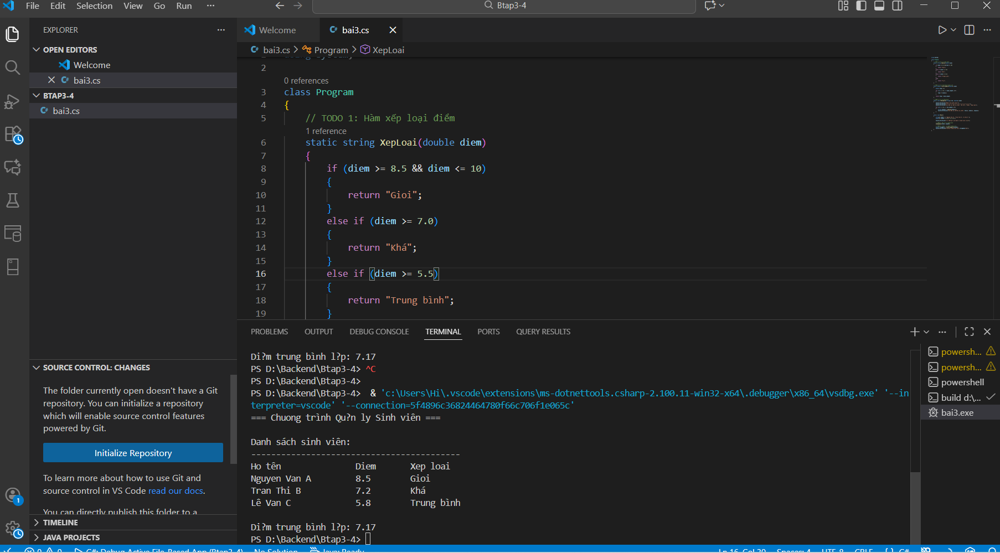 File Edit Selection View Go Run ···
Btap3-4
EXPLORER
OPEN EDITORS
Welcome
bai3.cs
BTAP3-4
bai3.cs
SOURCE CONTROL: CHANGES
The folder currently open doesn't have a Git
repository. You can initialize a repository
which will enable source control features
powered by Git.
Initialize Repository
To learn more about how to use Git and
source control in VS Code read our docs.
You can directly publish this folder to a
TIMELINE
JAVA PROJECTS
Welcome
bai3.cs
bai3.cs > Program > XepLoai
2
0 references
3 class Program
4 {
5 // TODO 1: Hàm xếp loại điểm
1 reference
6 static string XepLoai(double diem)
7 {
8 if (diem >= 8.5 && diem <= 10)
9 {
10 return "Gioi";
11 }
12 else if (diem >= 7.0)
13 {
14 return "Khá";
15 }
16 else if (diem >= 5.5)
17 {
18 return "Trung bình";
19 }
PROBLEMS OUTPUT DEBUG CONSOLE TERMINAL PORTS QUERY RESULTS
Di?m trung bình l?p: 7.17
PS D:\Backend\Btap3-4> ^C
PS D:\Backend\Btap3-4>
PS D:\Backend\Btap3-4> & 'c:\Users\Hi\.vscode\extensions\ms-dotnettools.csharp-2.100.11-win32-x64\.debugger\x86_64\vsdbg.exe' '--in
terpreter=vscode' '--connection=5f4896c36824464780f66c706f1e065c'
=== Chuong trình Qu?n ly Sinh viên ===
Danh sách sinh viên:
------------------------------------------
Ho tên Diem Xep loai
Nguyen Van A 8.5 Gioi
Tran Thi B 7.2 Khá
Lê Van C 5.8 Trung bình
Di?m trung bình l?p: 7.17
PS D:\Backend\Btap3-4>
powersh...
powersh...
powershell
build d:\...
bai3.exe
1